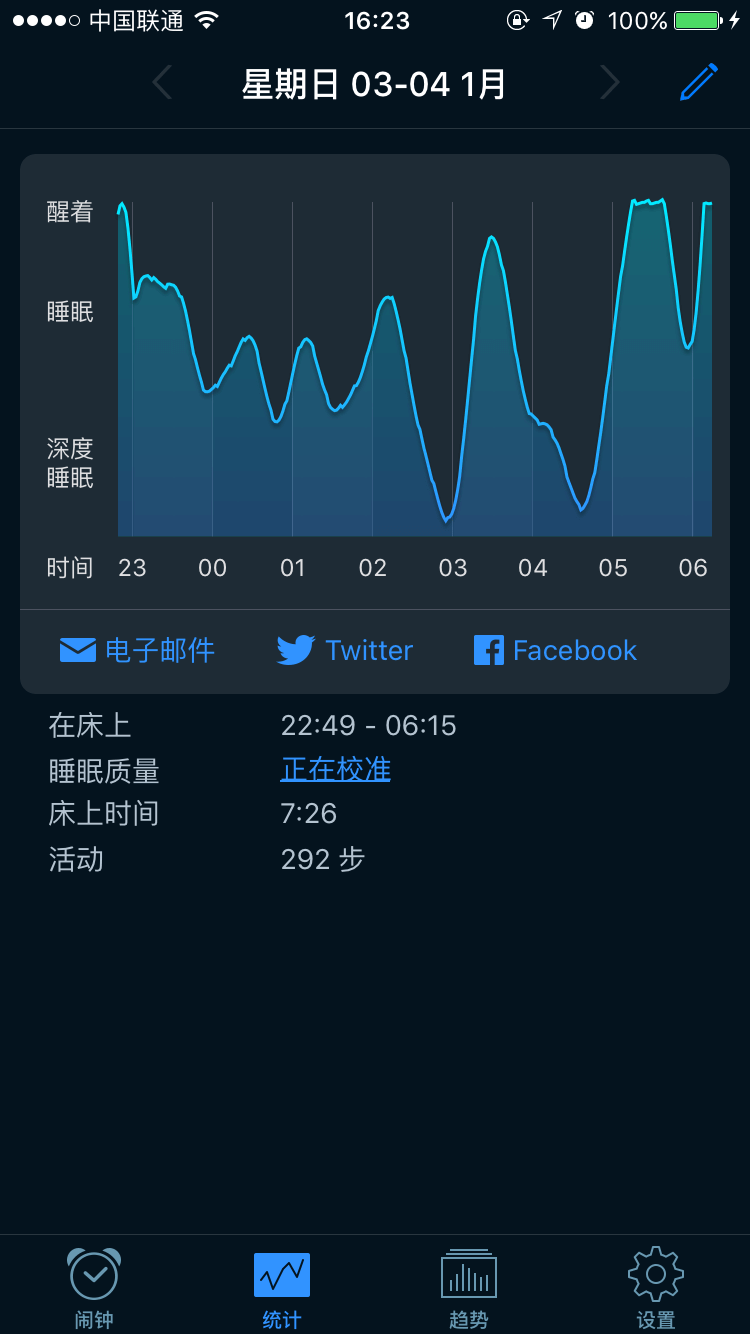 中国联通 16:23 100%
星期日 03-04 1月
醒着
睡眠
深度
睡眠
时间 23 00 01 02 03 04 05 06
电子邮件 Twitter Facebook
在床上 22:49 - 06:15
睡眠质量 正在校准
床上时间 7:26
活动 292 步
闹钟 统计 趋势 设置